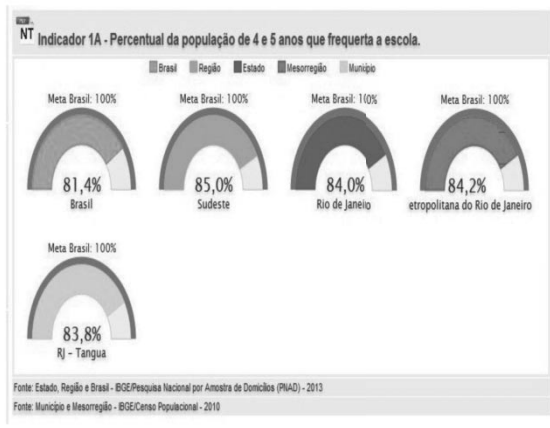 NT Indicador 1A - Percentual da população de 4 e 5 anos que frequerta a escola.
Brasil Região Estado Mesorregião Município
Meta Brasil: 100% Meta Brasil: 100% Meta Brasil: 100% Meta Brasil: 100%
81,4% 85,0% 84,0% 84,2%
Brasil Sudeste Rio de Janeio etropolitana do Rio de Janeiro
Meta Brasil: 100%
83,8%
RJ - Tangua
Fonte: Estado, Região e Brasil - IBGE/Pesquisa Nacional por Amostra de Domicílios (PNAD) - 2013
Fonte: Município e Mesorregião - IBGE/Censo Populacional - 2010